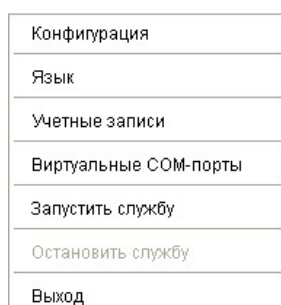 Конфигурация
Язык
Учетные записи
Виртуальные COM-порты
Запустить службу
Остановить службу
Выход